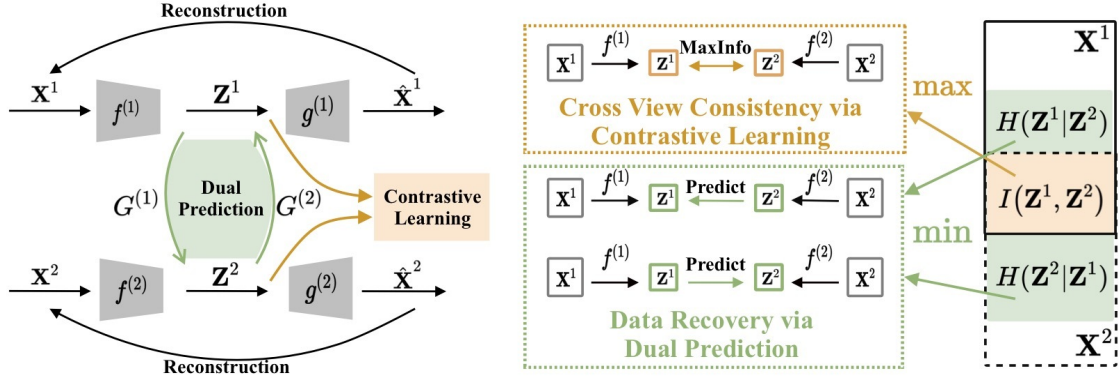 Reconstruction
X¹ f⁽¹⁾ Z¹ g⁽¹⁾ X̂¹
G⁽¹⁾ Dual Prediction G⁽²⁾
Contrastive Learning
X² f⁽²⁾ Z² g⁽²⁾ X̂²
Reconstruction
X¹ f⁽¹⁾ Z¹ MaxInfo Z² f⁽²⁾ X²
Cross View Consistency via
Contrastive Learning
X¹ f⁽¹⁾ Z¹ Predict Z² f⁽²⁾ X²
X¹ f⁽¹⁾ Z¹ Predict Z² f⁽²⁾ X²
Data Recovery via
Dual Prediction
max
min
X¹
H(Z¹|Z²)
I(Z¹, Z²)
H(Z²|Z¹)
X²